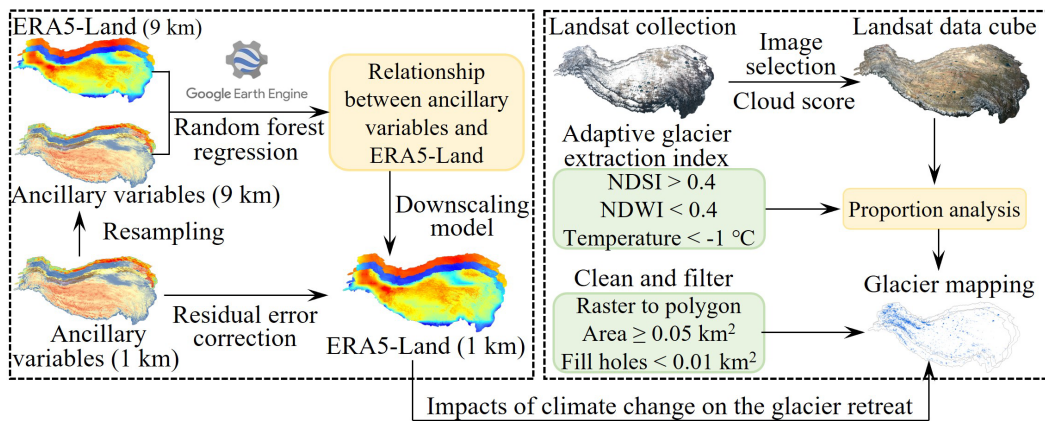 ERA5-Land (9 km)
Google Earth Engine
Random forest
regression
Relationship
between ancillary
variables and
ERA5-Land
Ancillary variables (9 km)
Resampling
Downscaling
model
Residual error
correction
Ancillary
variables (1 km)
ERA5-Land (1 km)
Landsat collection
Image
selection
Cloud score
Landsat data cube
Adaptive glacier
extraction index
NDSI > 0.4
NDWI < 0.4
Temperature < -1 °C
Proportion analysis
Clean and filter
Raster to polygon
Area ≥ 0.05 km²
Fill holes < 0.01 km²
Glacier mapping
Impacts of climate change on the glacier retreat